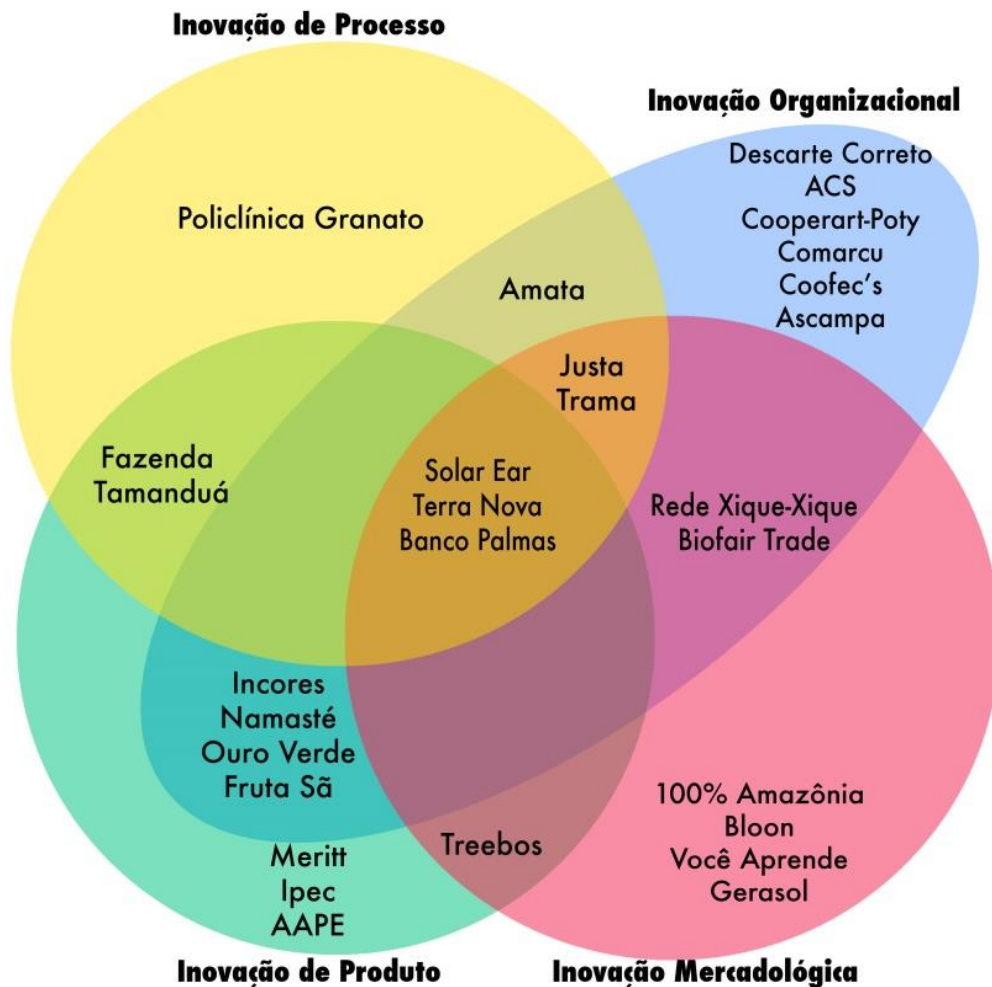 Inovação de Processo
Inovação Organizacional
Descarte Correto
ACS
Cooperart-Poty
Comarcu
Coofec’s
Ascampa
Policlínica Granato
Amata
Justa
Trama
Fazenda
Tamanduá
Solar Ear
Terra Nova
Banco Palmas
Rede Xique-Xique
Biofair Trade
Incores
Namasté
Ouro Verde
Fruta Sã
Meritt
Ipec
AAPE
Treebos
100% Amazônia
Bloon
Você Aprende
Gerasol
Inovação de Produto
Inovação Mercadológica